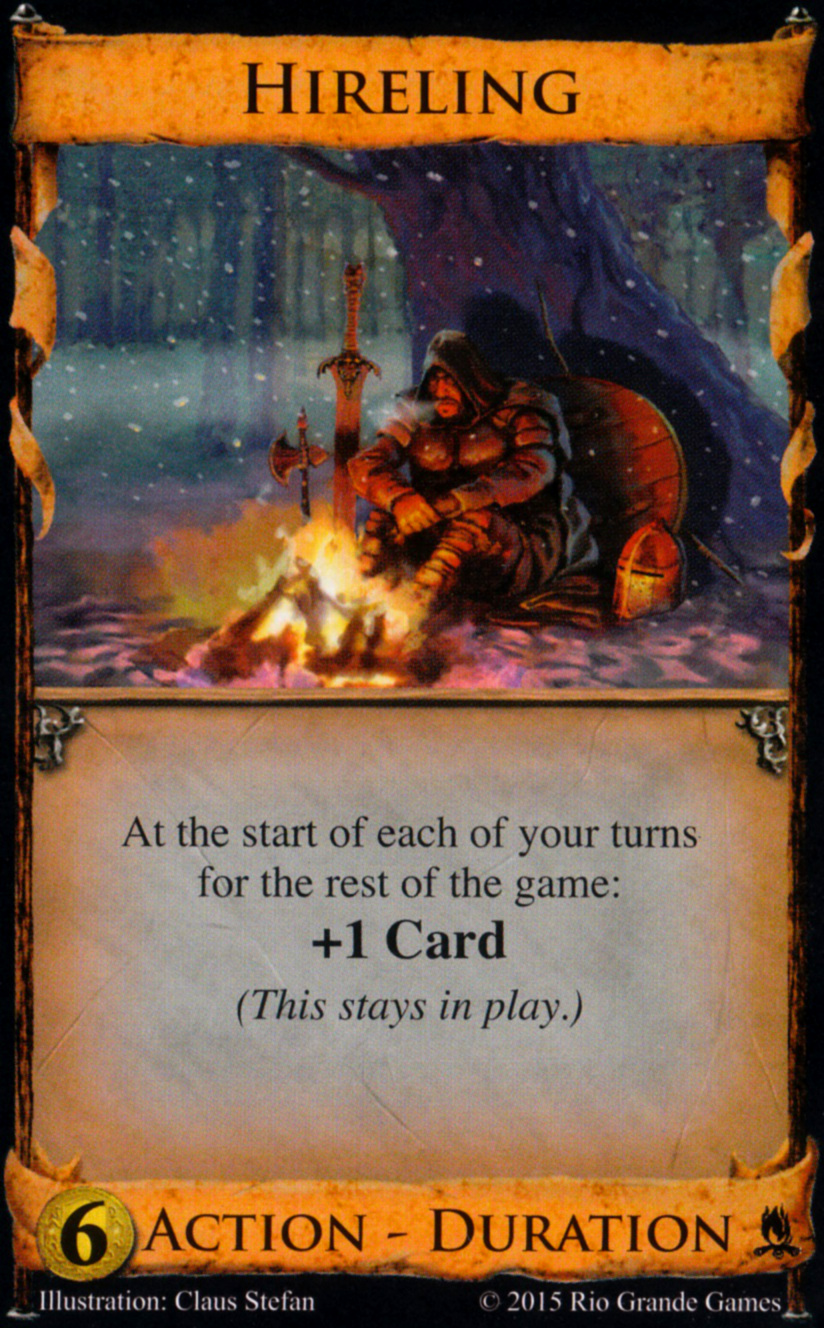 HIRELING
At the start of each of your turns
for the rest of the game:
+1 Card
(This stays in play.)
6 ACTION - DURATION
Illustration: Claus Stefan © 2015 Rio Grande Games